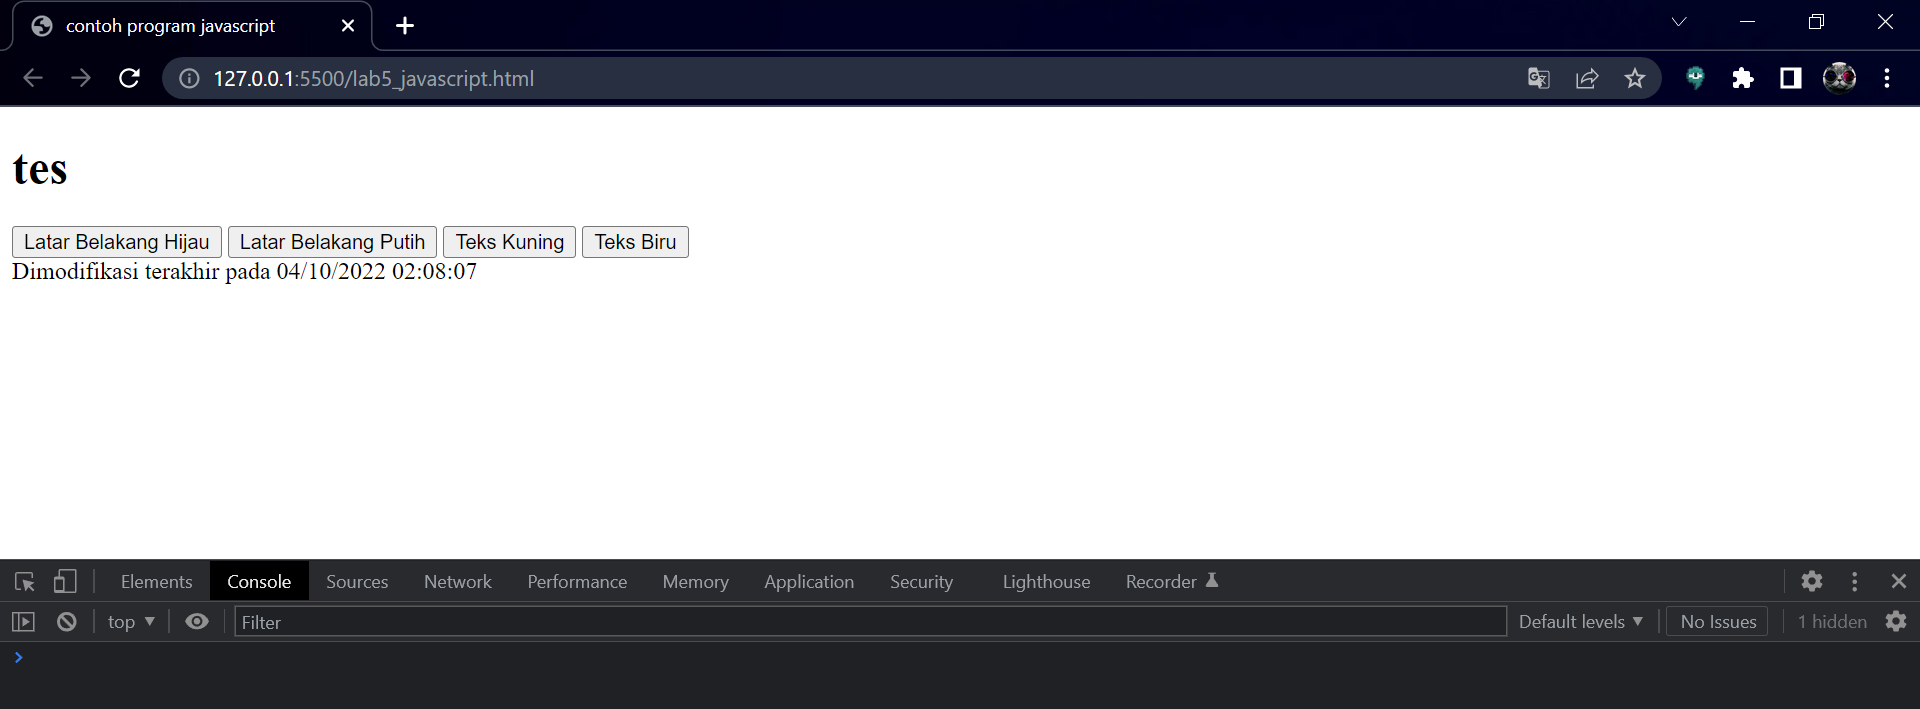 contoh program javascript
127.0.0.1:5500/lab5_javascript.html
tes
Latar Belakang Hijau Latar Belakang Putih Teks Kuning Teks Biru
Dimodifikasi terakhir pada 04/10/2022 02:08:07
Elements Console Sources Network Performance Memory Application Security Lighthouse Recorder
top Filter Default levels No Issues 1 hidden